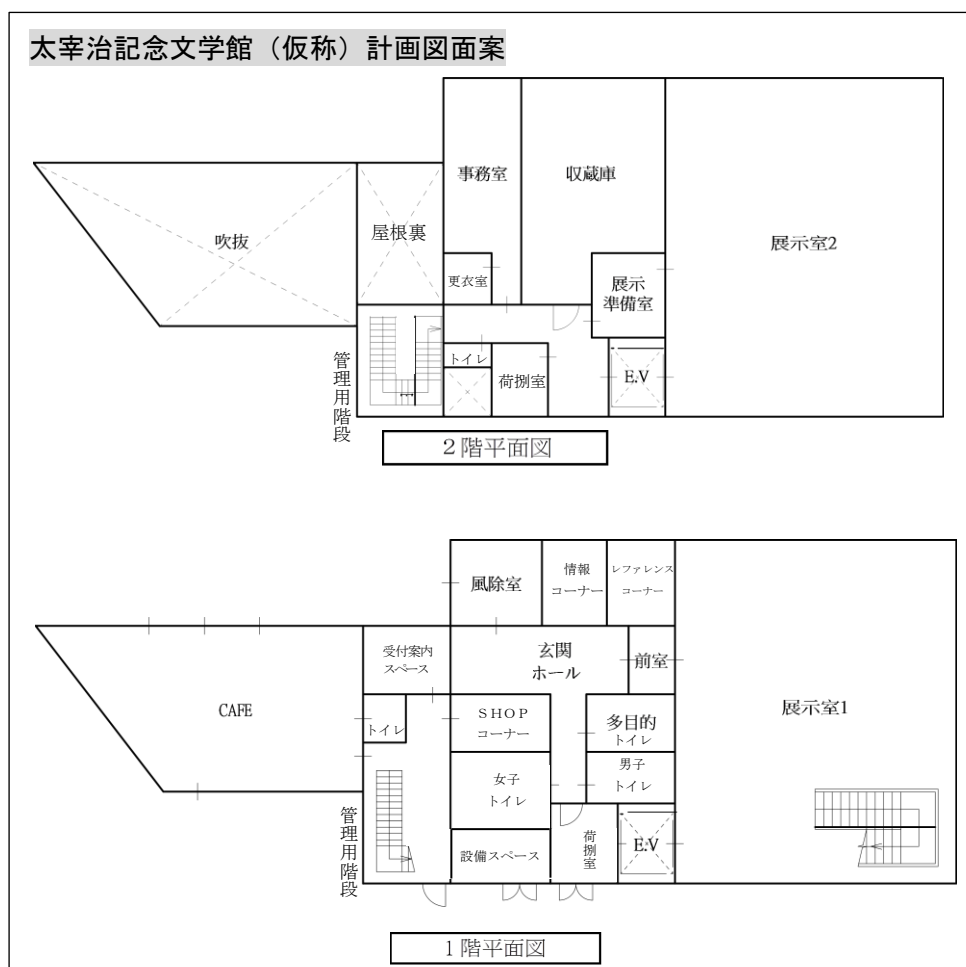 太宰治記念文学館（仮称）計画図面案
事務室
収蔵庫
吹抜
屋根裏
展示室2
更衣室
展示
準備室
トイレ
荷捌室
E.V
管理用階段
２階平面図
風除室
情報
コーナー
レファレンス
コーナー
受付案内
スペース
玄関
ホール
前室
CAFE
トイレ
ＳＨＯＰ
コーナー
多目的
トイレ
展示室1
女子
トイレ
男子
トイレ
管理用階段
設備スペース
荷捌室
E.V
１階平面図